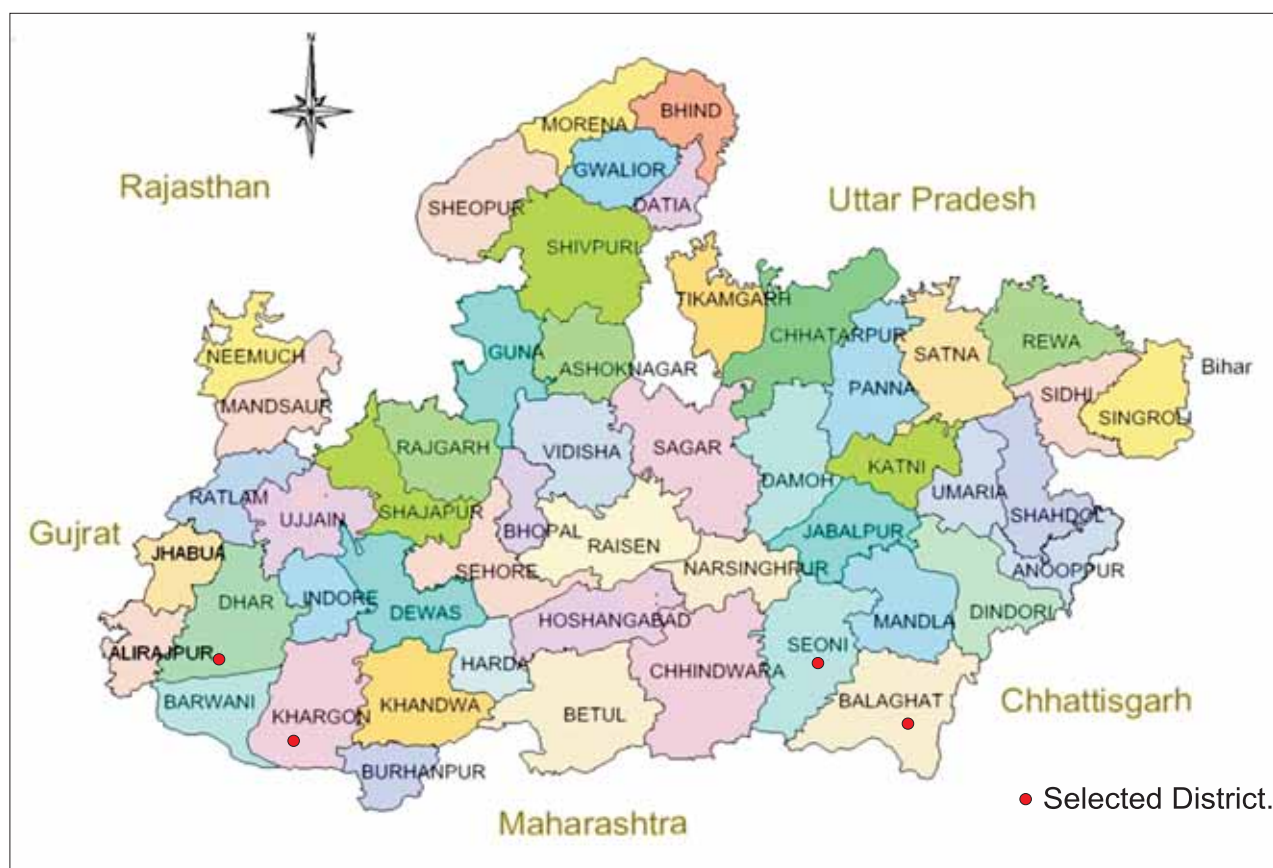 N
BHIND
MORENA
GWALIOR
Rajasthan
Uttar Pradesh
SHEOPUR
DATIA
SHIVPURI
TIKAMGARH
CHHATARPUR
GUNA
NEEMUCH
ASHOKNAGAR
SATNA
REWA
Bihar
PANNA
SIDHI
MANDSAUR
SINGROLI
RAJGARH
VIDISHA
SAGAR
KATNI
DAMOH
RATLAM
UMARIA
SHAJAPUR
UJJAIN
SHAHDOL
Gujrat
BHOPAL
JABALPUR
RAISEN
JHABUA
SEHORE
NARSINGHPUR
ANOOPPUR
DHAR
INDORE
DEWAS
HOSHANGABAD
MANDLA
DINDORI
SEONI
ALIRAJPUR
HARDA
CHHINDWARA
BARWANI
KHANDWA
BALAGHAT
Chhattisgarh
KHARGON
BETUL
BURHANPUR
Selected District.
Maharashtra